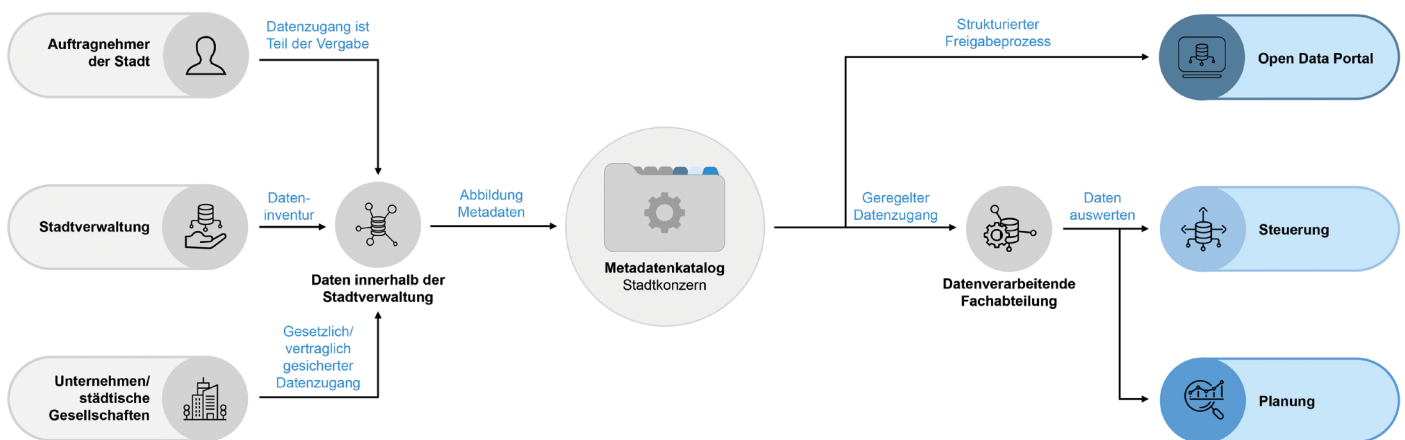 Auftragnehmer
der Stadt
Datenzugang ist
Teil der Vergabe
Strukturierter
Freigabeprozess
Open Data Portal
Stadtverwaltung
Daten-
inventur
Daten innerhalb der
Stadtverwaltung
Abbildung
Metadaten
Metadatenkatalog
Stadtkonzern
Geregelter
Datenzugang
Datenverarbeitende
Fachabteilung
Daten
auswerten
Steuerung
Unternehmen/
städtische
Gesellschaften
Gesetzlich/
vertraglich
gesicherter
Datenzugang
Planung